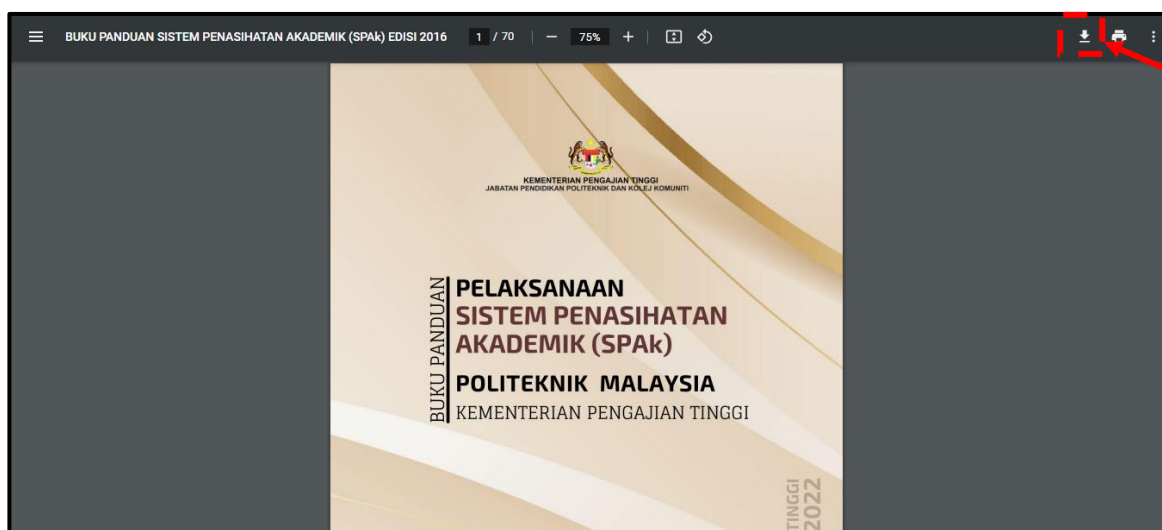 BUKU PANDUAN SISTEM PENASIHATAN AKADEMIK (SPAk) EDISI 2016 1 / 70 75%
KEMENTERIAN PENGAJIAN TINGGI
JABATAN PENDIDIKAN POLITEKNIK DAN KOLEJ KOMUNITI
BUKU PANDUAN
PELAKSANAAN
SISTEM PENASIHATAN
AKADEMIK (SPAk)
POLITEKNIK MALAYSIA
KEMENTERIAN PENGAJIAN TINGGI
TINGGI
2022